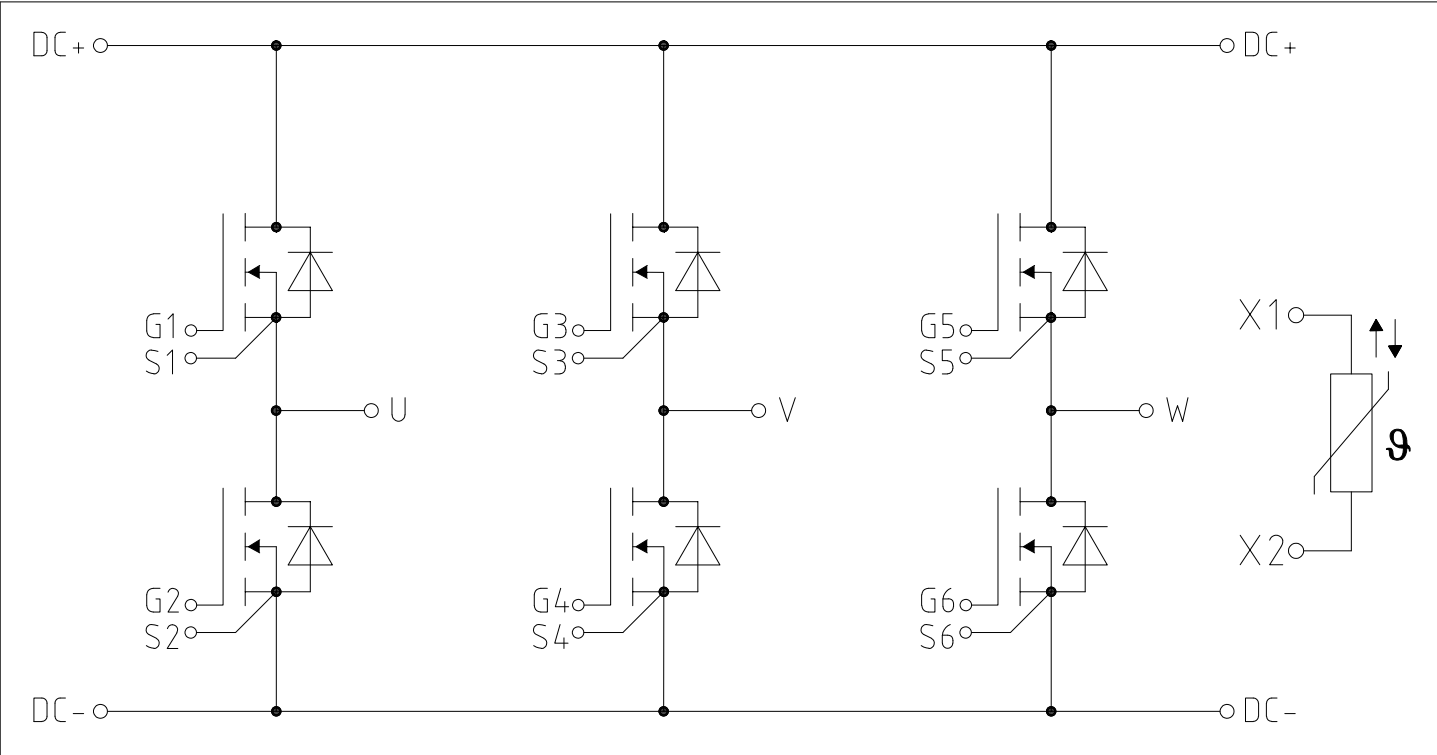 DC+ DC+
G1 G3 G5 X1
S1 S3 S5
U V W
ϑ
X2
G2 G4 G6
S2 S4 S6
DC- DC-